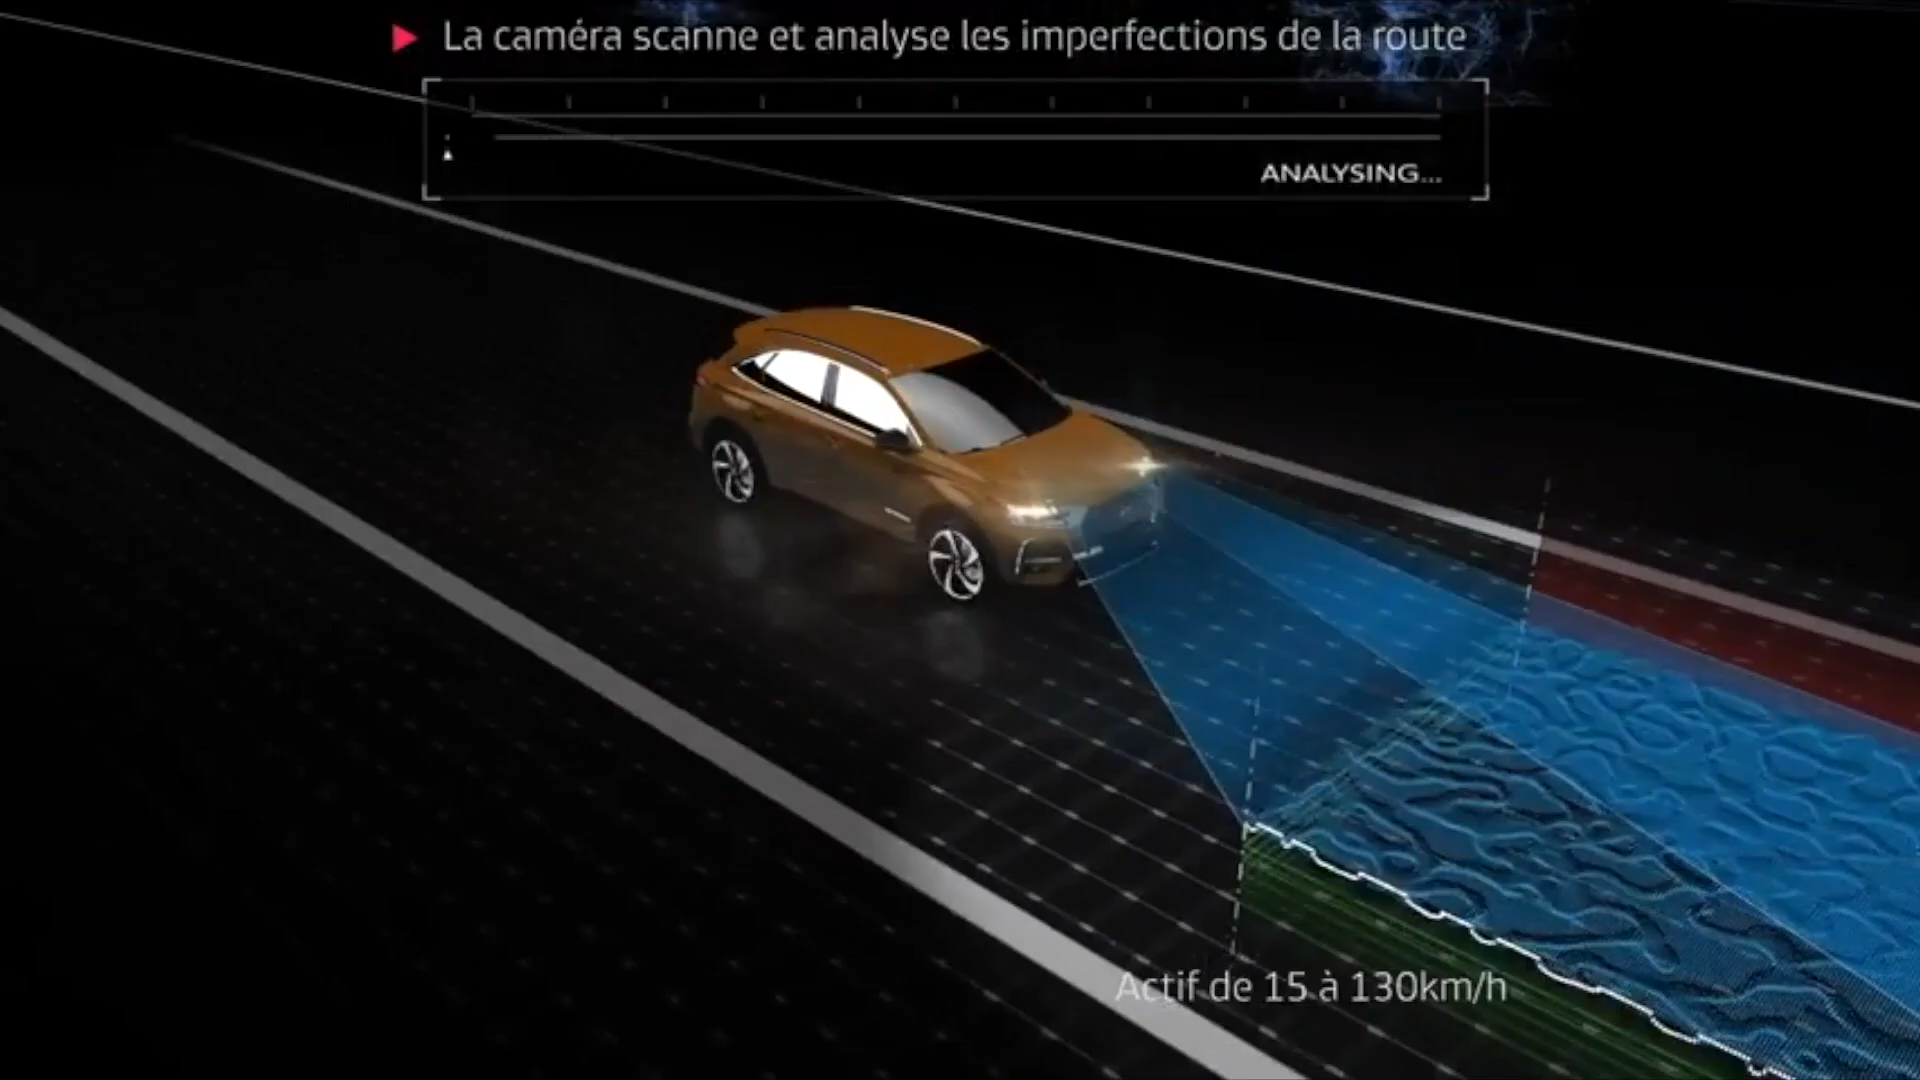 La caméra scanne et analyse les imperfections de la route
ANALYSING...
Actif de 15 à 130km/h